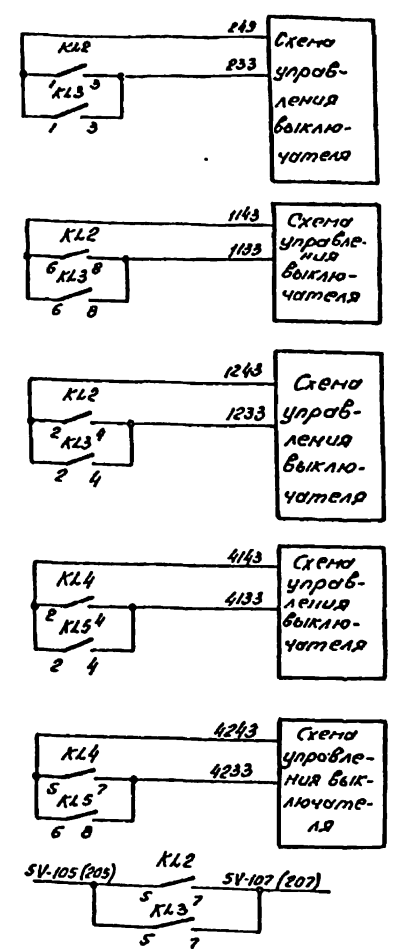 249
KL2
233
1 3
KL3
1 3
Схема
управ-
ления
выклю-
чателя
1143
KL2
1133
6 8
KL3
6 8
Схема
управле-
ния
выклю-
чателя
1243
KL2
1233
2 4
KL3
2 4
Схема
управ-
ления
выклю-
чателя
4143
KL4
4133
2 4
KL5
2 4
Схема
управ-
ления
выклю-
чателя
4243
KL4
4233
5 7
KL5
6 8
Схема
управле-
ния вык-
лючате-
ля
SV-105 (205)
KL2
SV-107 (207)
5 7
KL3
5 7